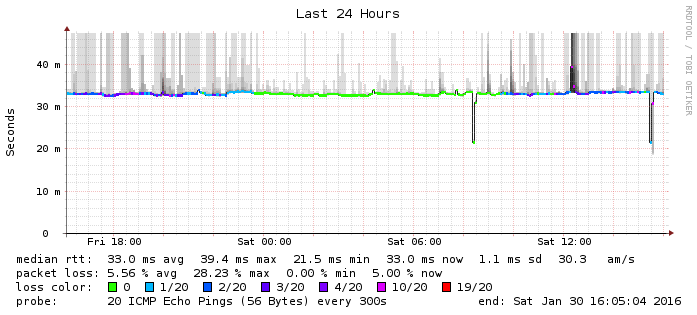 Last 24 Hours
RRDTOOL / TOBI OETIKER
Seconds
40 m
30 m
20 m
10 m
0
Fri 18:00 Sat 00:00 Sat 06:00 Sat 12:00
median rtt: 33.0 ms avg 39.4 ms max 21.5 ms min 33.0 ms now 1.1 ms sd 30.3 am/s
packet loss: 5.56 % avg 28.23 % max 0.00 % min 5.00 % now
loss color: 0 1/20 2/20 3/20 4/20 10/20 19/20
probe: 20 ICMP Echo Pings (56 Bytes) every 300s end: Sat Jan 30 16:05:04 2016